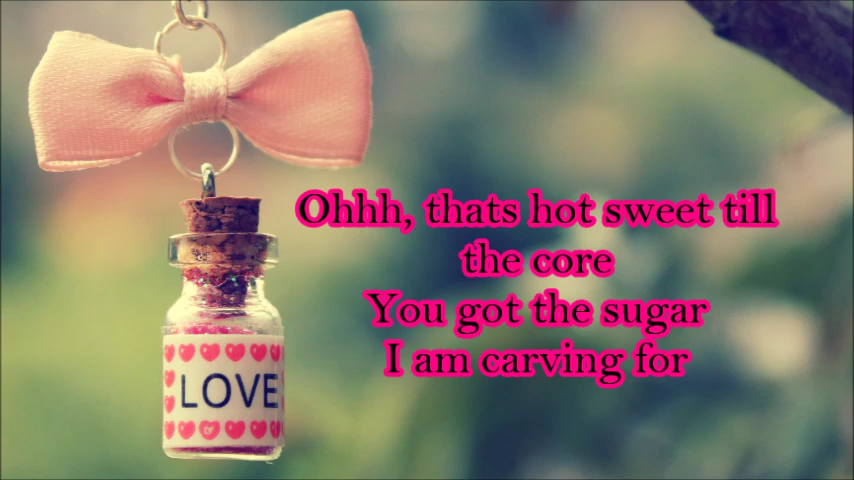 LOVE
Ohhh, thats hot sweet till
the core
You got the sugar
I am carving for